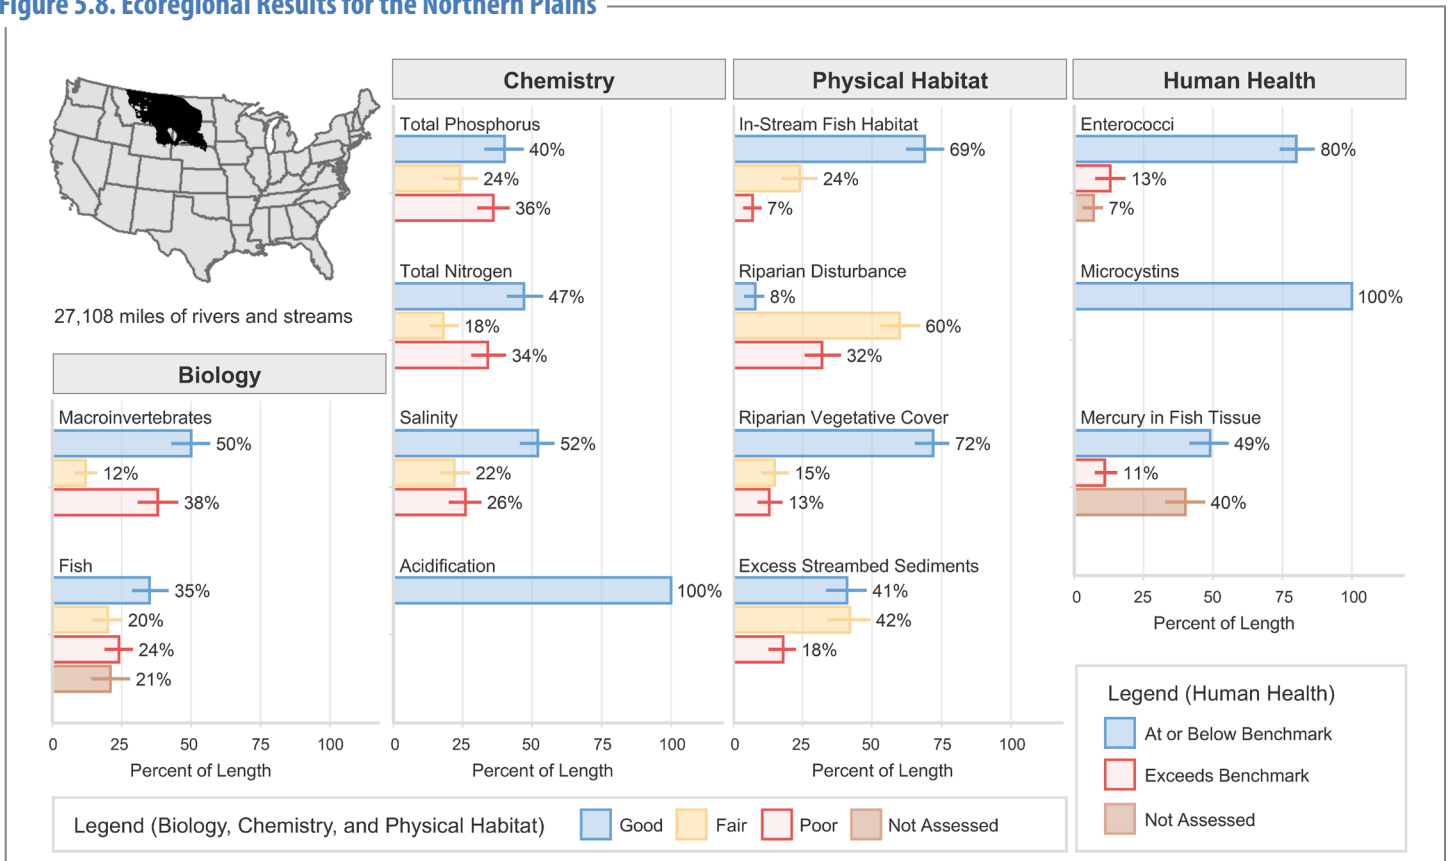 Figure 5.8. Ecoregional Results for the Northern Plains
27,108 miles of rivers and streams
Biology
Macroinvertebrates
50%
12%
38%
Fish
35%
20%
24%
21%
0 25 50 75 100
Percent of Length
Chemistry
Total Phosphorus
40%
24%
36%
Total Nitrogen
47%
18%
34%
Salinity
52%
22%
26%
Acidification
100%
0 25 50 75 100
Percent of Length
Physical Habitat
In-Stream Fish Habitat
69%
24%
7%
Riparian Disturbance
8%
60%
32%
Riparian Vegetative Cover
72%
15%
13%
Excess Streambed Sediments
41%
42%
18%
0 25 50 75 100
Percent of Length
Human Health
Enterococci
80%
13%
7%
Microcystins
100%
Mercury in Fish Tissue
49%
11%
40%
0 25 50 75 100
Percent of Length
Legend (Human Health)
At or Below Benchmark
Exceeds Benchmark
Not Assessed
Legend (Biology, Chemistry, and Physical Habitat) Good Fair Poor Not Assessed